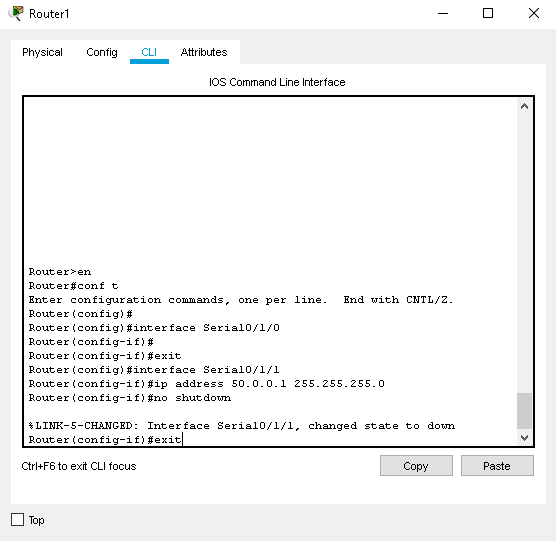 Router1
Physical Config CLI Attributes
IOS Command Line Interface
Router>en
Router#conf t
Enter configuration commands, one per line.  End with CNTL/Z.
Router(config)#
Router(config)#interface Serial0/1/0
Router(config-if)#
Router(config-if)#exit
Router(config)#interface Serial0/1/1
Router(config-if)#ip address 50.0.0.1 255.255.255.0
Router(config-if)#no shutdown
%LINK-5-CHANGED: Interface Serial0/1/1, changed state to down
Router(config-if)#exit
Ctrl+F6 to exit CLI focus
Copy Paste
Top